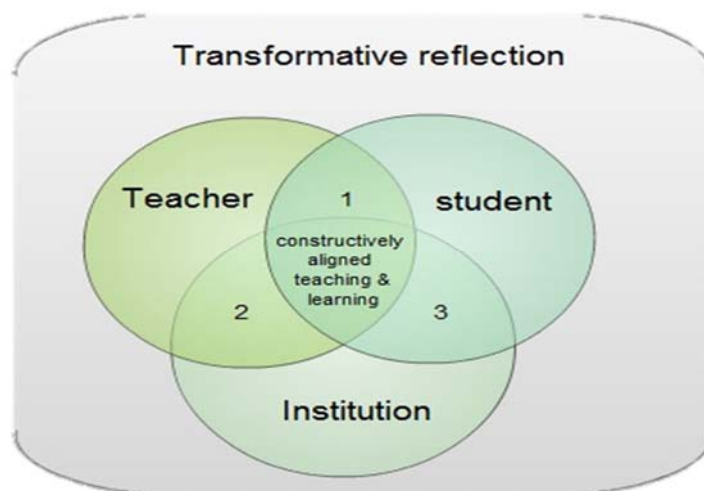 Transformative reflection
Teacher
1
student
constructively
aligned
teaching &
learning
2
3
Institution